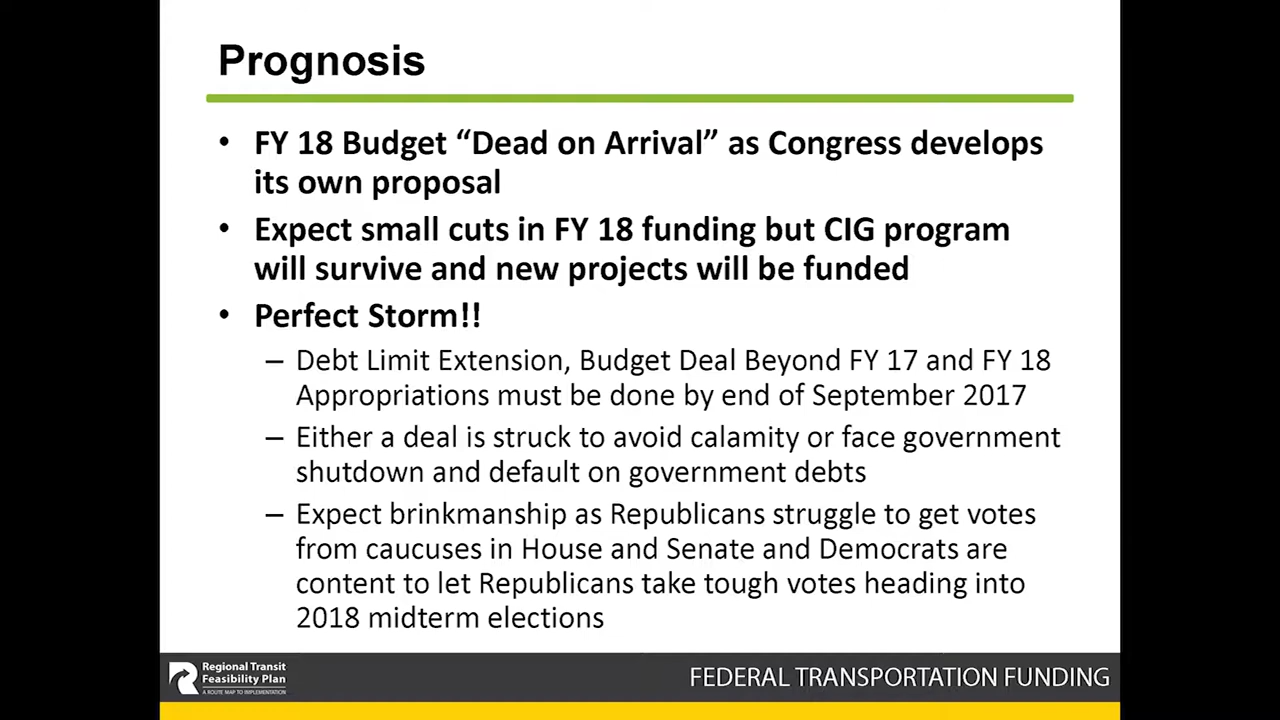 Prognosis
• FY 18 Budget “Dead on Arrival” as Congress develops
its own proposal
• Expect small cuts in FY 18 funding but CIG program
will survive and new projects will be funded
• Perfect Storm!!
– Debt Limit Extension, Budget Deal Beyond FY 17 and FY 18
Appropriations must be done by end of September 2017
– Either a deal is struck to avoid calamity or face government
shutdown and default on government debts
– Expect brinkmanship as Republicans struggle to get votes
from caucuses in House and Senate and Democrats are
content to let Republicans take tough votes heading into
2018 midterm elections
Regional Transit
Feasibility Plan
A ROUTE MAP TO IMPLEMENTATION
FEDERAL TRANSPORTATION FUNDING